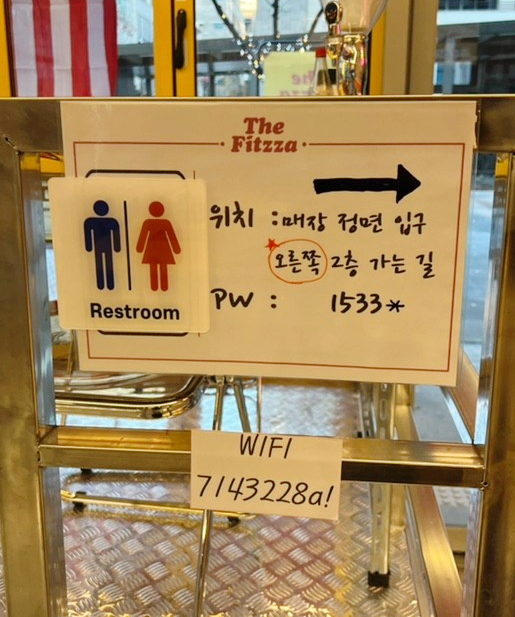 The
Fitzza
위치 : 매장 정면 입구
오른쪽 2층 가는 길
Restroom
PW : 1533*
WIFI
7143228a!